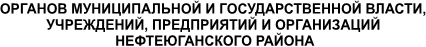 ОРГАНОВ МУНИЦИПАЛЬНОЙ И ГОСУДАРСТВЕННОЙ ВЛАСТИ,
УЧРЕЖДЕНИЙ, ПРЕДПРИЯТИЙ И ОРГАНИЗАЦИЙ
НЕФТЕЮГАНСКОГО РАЙОНА